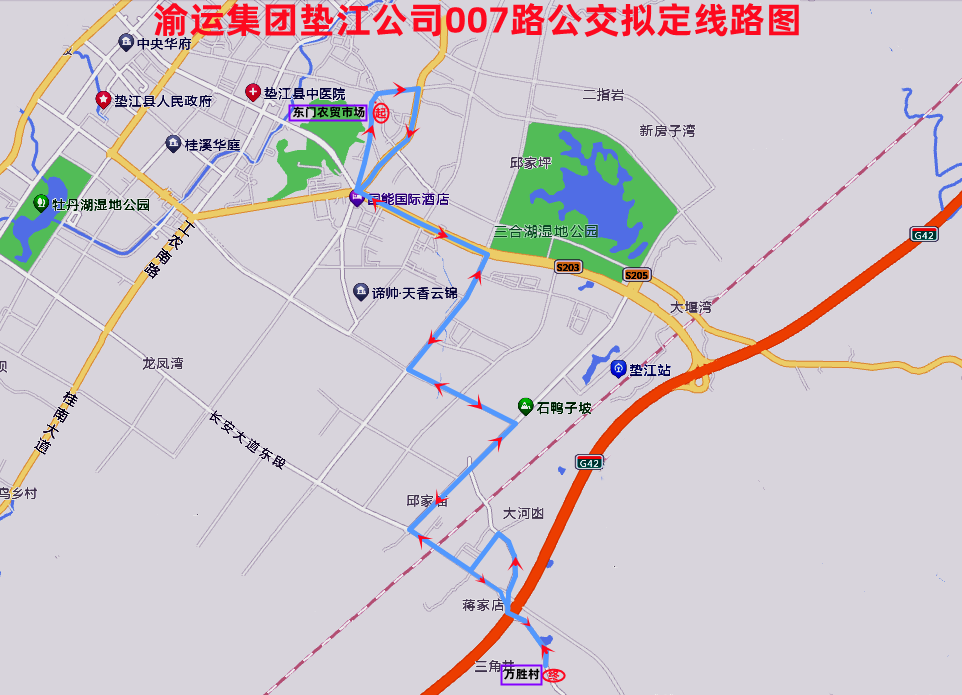 渝运集团垫江公司007路公交拟定线路图
中央华府
垫江县人民政府
垫江县中医院
东门农贸市场
起
二指岩
新房子湾
桂溪华庭
邱家坪
牡丹湖湿地公园
国际酒店
三合湖湿地公园
G42
工农南路
S203
S205
谛帅·天香云锦
大堰湾
龙凤湾
垫江站
桂南大道
石鸭子坡
长安大道东段
G42
鸟乡村
邱家
大河凼
蒋家店
三角井
万胜村
终